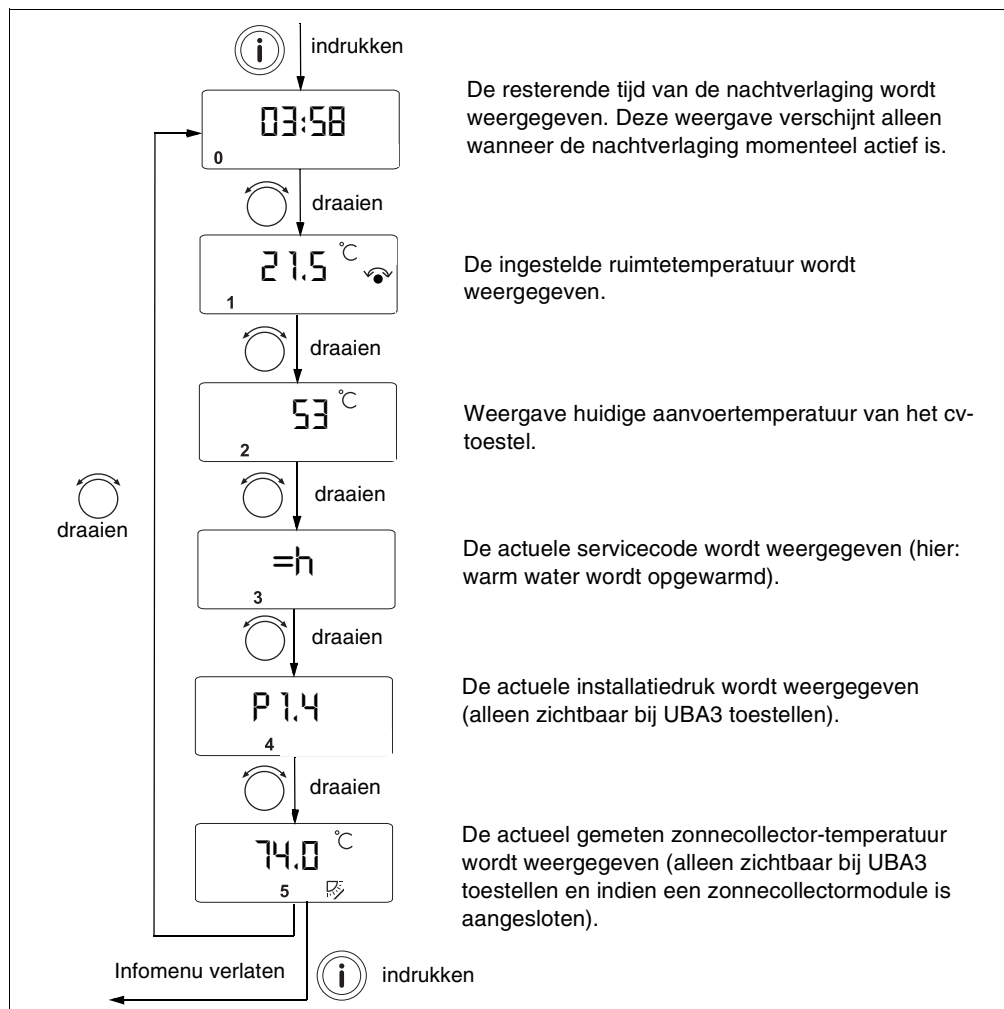 i
indrukken
03:58
0
De resterende tijd van de nachtverlaging wordt
weergegeven. Deze weergave verschijnt alleen
wanneer de nachtverlaging momenteel actief is.
draaien
21.5 °C
1
De ingestelde ruimtetemperatuur wordt
weergegeven.
draaien
53 °C
2
Weergave huidige aanvoertemperatuur van het cv-
toestel.
draaien
draaien
=h
3
De actuele servicecode wordt weergegeven (hier:
warm water wordt opgewarmd).
draaien
P1.4
4
De actuele installatiedruk wordt weergegeven
(alleen zichtbaar bij UBA3 toestellen).
draaien
74.0 °C
5
De actueel gemeten zonnecollector-temperatuur
wordt weergegeven (alleen zichtbaar bij UBA3
toestellen en indien een zonnecollectormodule is
aangesloten).
Infomenu verlaten
i
indrukken